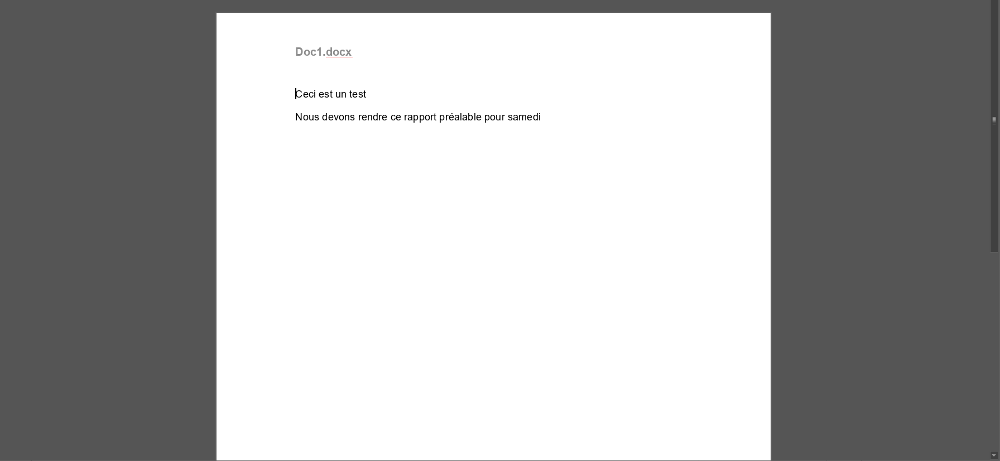 Doc1.docx
Ceci est un test
Nous devons rendre ce rapport préalable pour samedi